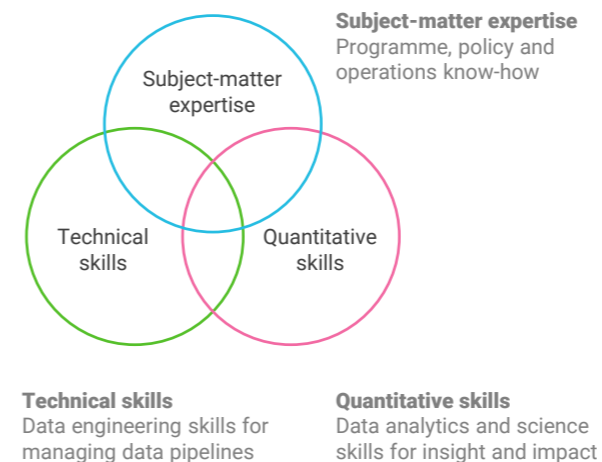 Subject-matter expertise
Programme, policy and
operations know-how
Subject-matter
expertise
Technical
skills
Quantitative
skills
Technical skills
Data engineering skills for
managing data pipelines
Quantitative skills
Data analytics and science
skills for insight and impact